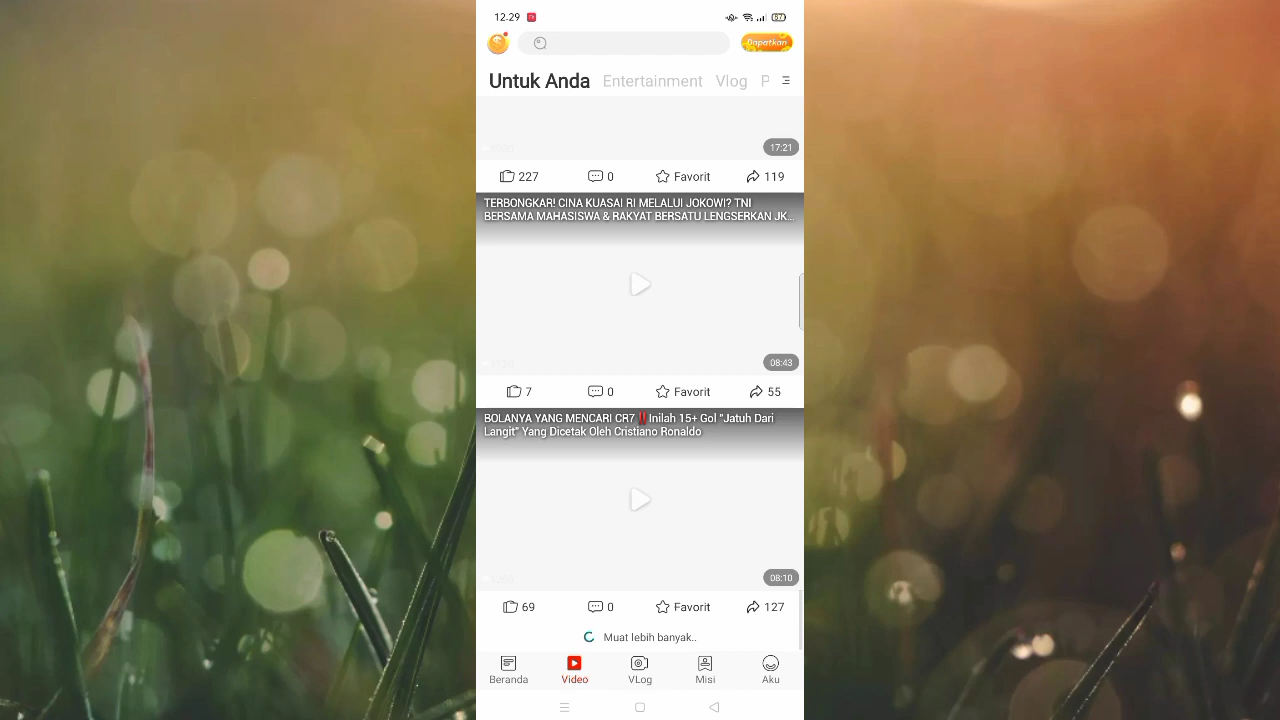 12.29
57
Dapatkan
Untuk Anda
Entertainment
Vlog
P
17:21
227
0
Favorit
119
TERBONGKAR! CINA KUASAI RI MELALUI JOKOWI? TNI
BERSAMA MAHASISWA & RAKYAT BERSATU LENGSERKAN JK...
08:43
7
0
Favorit
55
BOLANYA YANG MENCARI CR7 ‼️Inilah 15+ Gol "Jatuh Dari
Langit" Yang Dicetak Oleh Cristiano Ronaldo
08:10
69
0
Favorit
127
Muat lebih banyak..
Beranda
Video
VLog
Misi
Aku